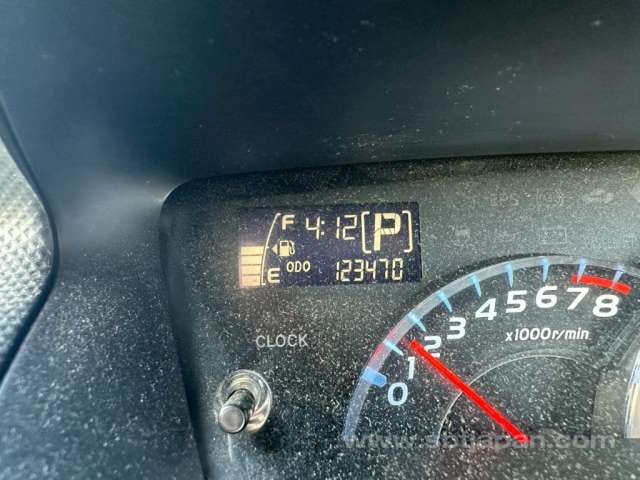 EPS
F 4:12 [P]
E ODO 123470
CLOCK
0 1 2 3 4 5 6 7 8
x1000r/min
www.sbtjapan.com